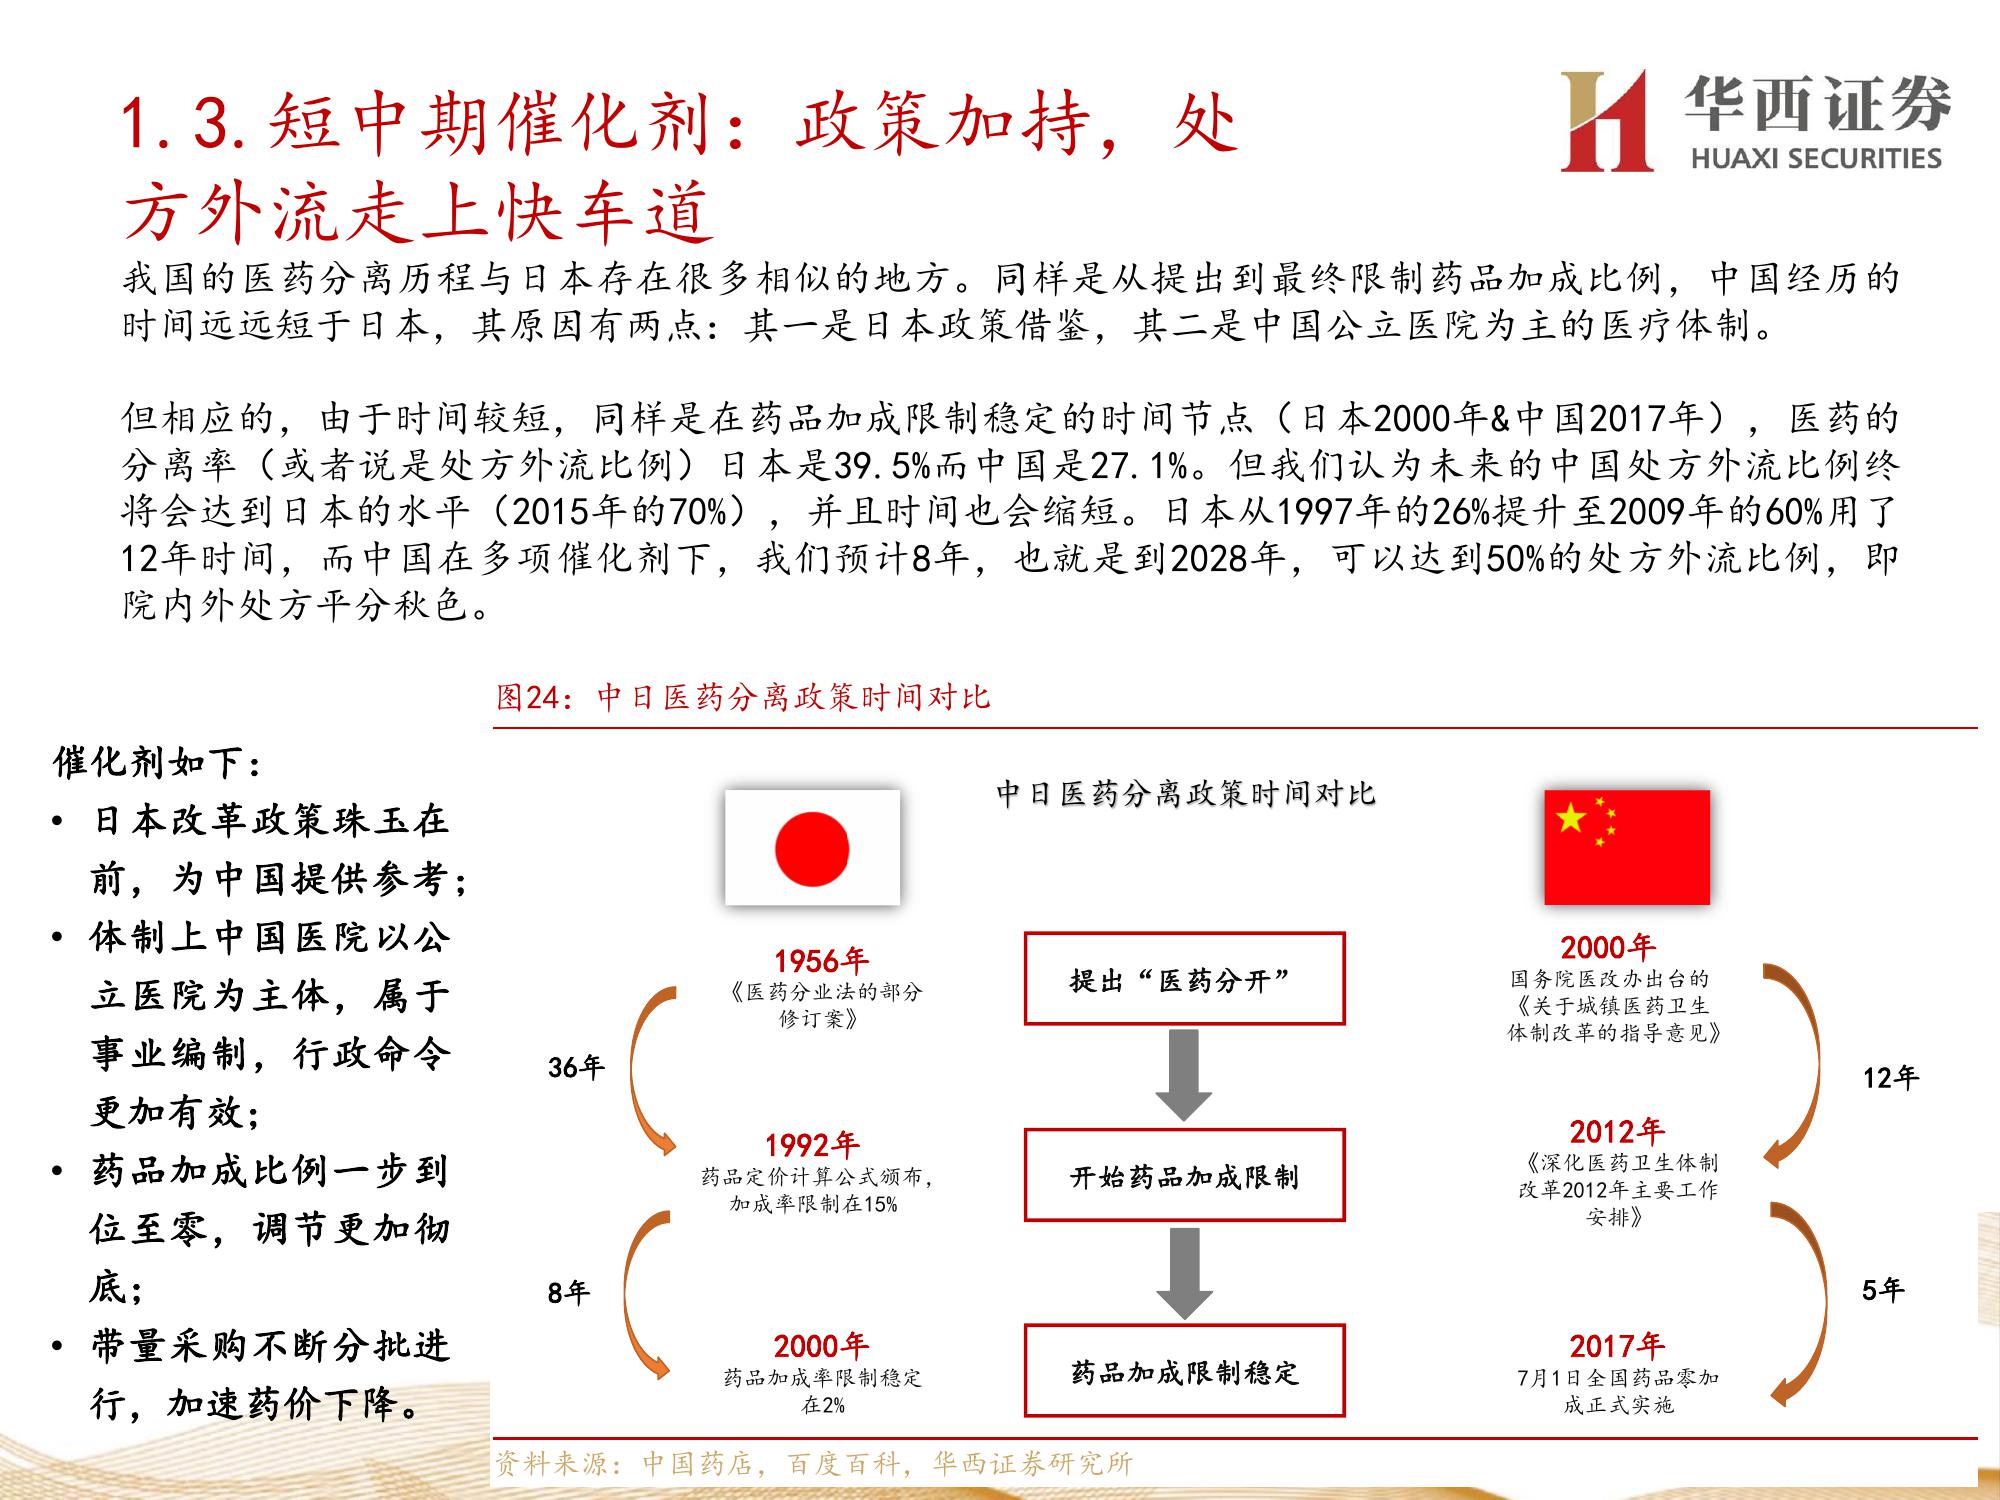 1.3.短中期催化剂：政策加持，处
方外流走上快车道
华西证券
HUAXI SECURITIES
我国的医药分离历程与日本存在很多相似的地方。同样是从提出到最终限制药品加成比例，中国经历的
时间远远短于日本，其原因有两点：其一是日本政策借鉴，其二是中国公立医院为主的医疗体制。
但相应的，由于时间较短，同样是在药品加成限制稳定的时间节点（日本2000年&中国2017年），医药的
分离率（或者说是处方外流比例）日本是39.5%而中国是27.1%。但我们认为未来的中国处方外流比例终
将会达到日本的水平（2015年的70%），并且时间也会缩短。日本从1997年的26%提升至2009年的60%用了
12年时间，而中国在多项催化剂下，我们预计8年，也就是到2028年，可以达到50%的处方外流比例，即
院内外处方平分秋色。
催化剂如下：
• 日本改革政策珠玉在
前，为中国提供参考；
• 体制上中国医院以公
立医院为主体，属于
事业编制，行政命令
更加有效；
• 药品加成比例一步到
位至零，调节更加彻
底；
• 带量采购不断分批进
行，加速药价下降。
图24：中日医药分离政策时间对比
中日医药分离政策时间对比
1956年
《医药分业法的部分
修订案》
36年
1992年
药品定价计算公式颁布，
加成率限制在15%
8年
2000年
药品加成率限制稳定
在2%
提出“医药分开”
开始药品加成限制
药品加成限制稳定
2000年
国务院医改办出台的
《关于城镇医药卫生
体制改革的指导意见》
12年
2012年
《深化医药卫生体制
改革2012年主要工作
安排》
5年
2017年
7月1日全国药品零加
成正式实施
资料来源：中国药店，百度百科，华西证券研究所